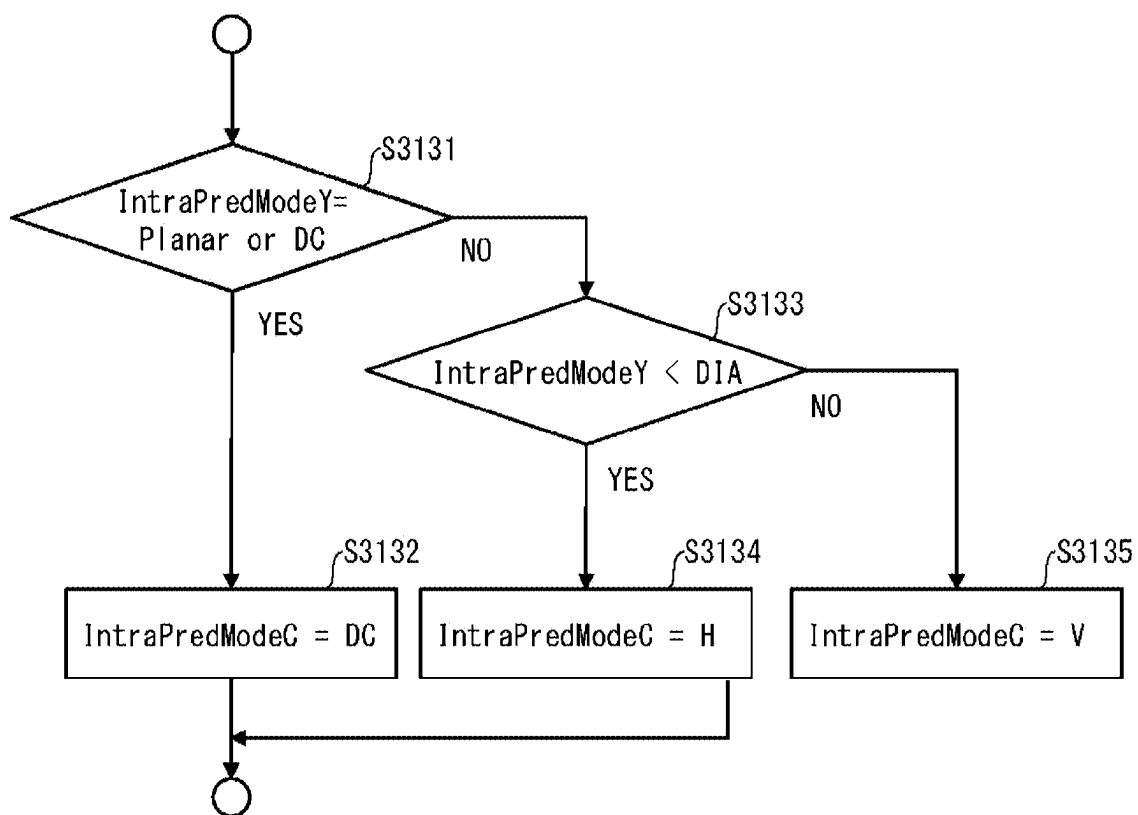 S3131
IntraPredModeY=
Planar or DC
NO
YES
S3133
IntraPredModeY < DIA
NO
YES
S3132
S3134
S3135
IntraPredModeC = DC
IntraPredModeC = H
IntraPredModeC = V